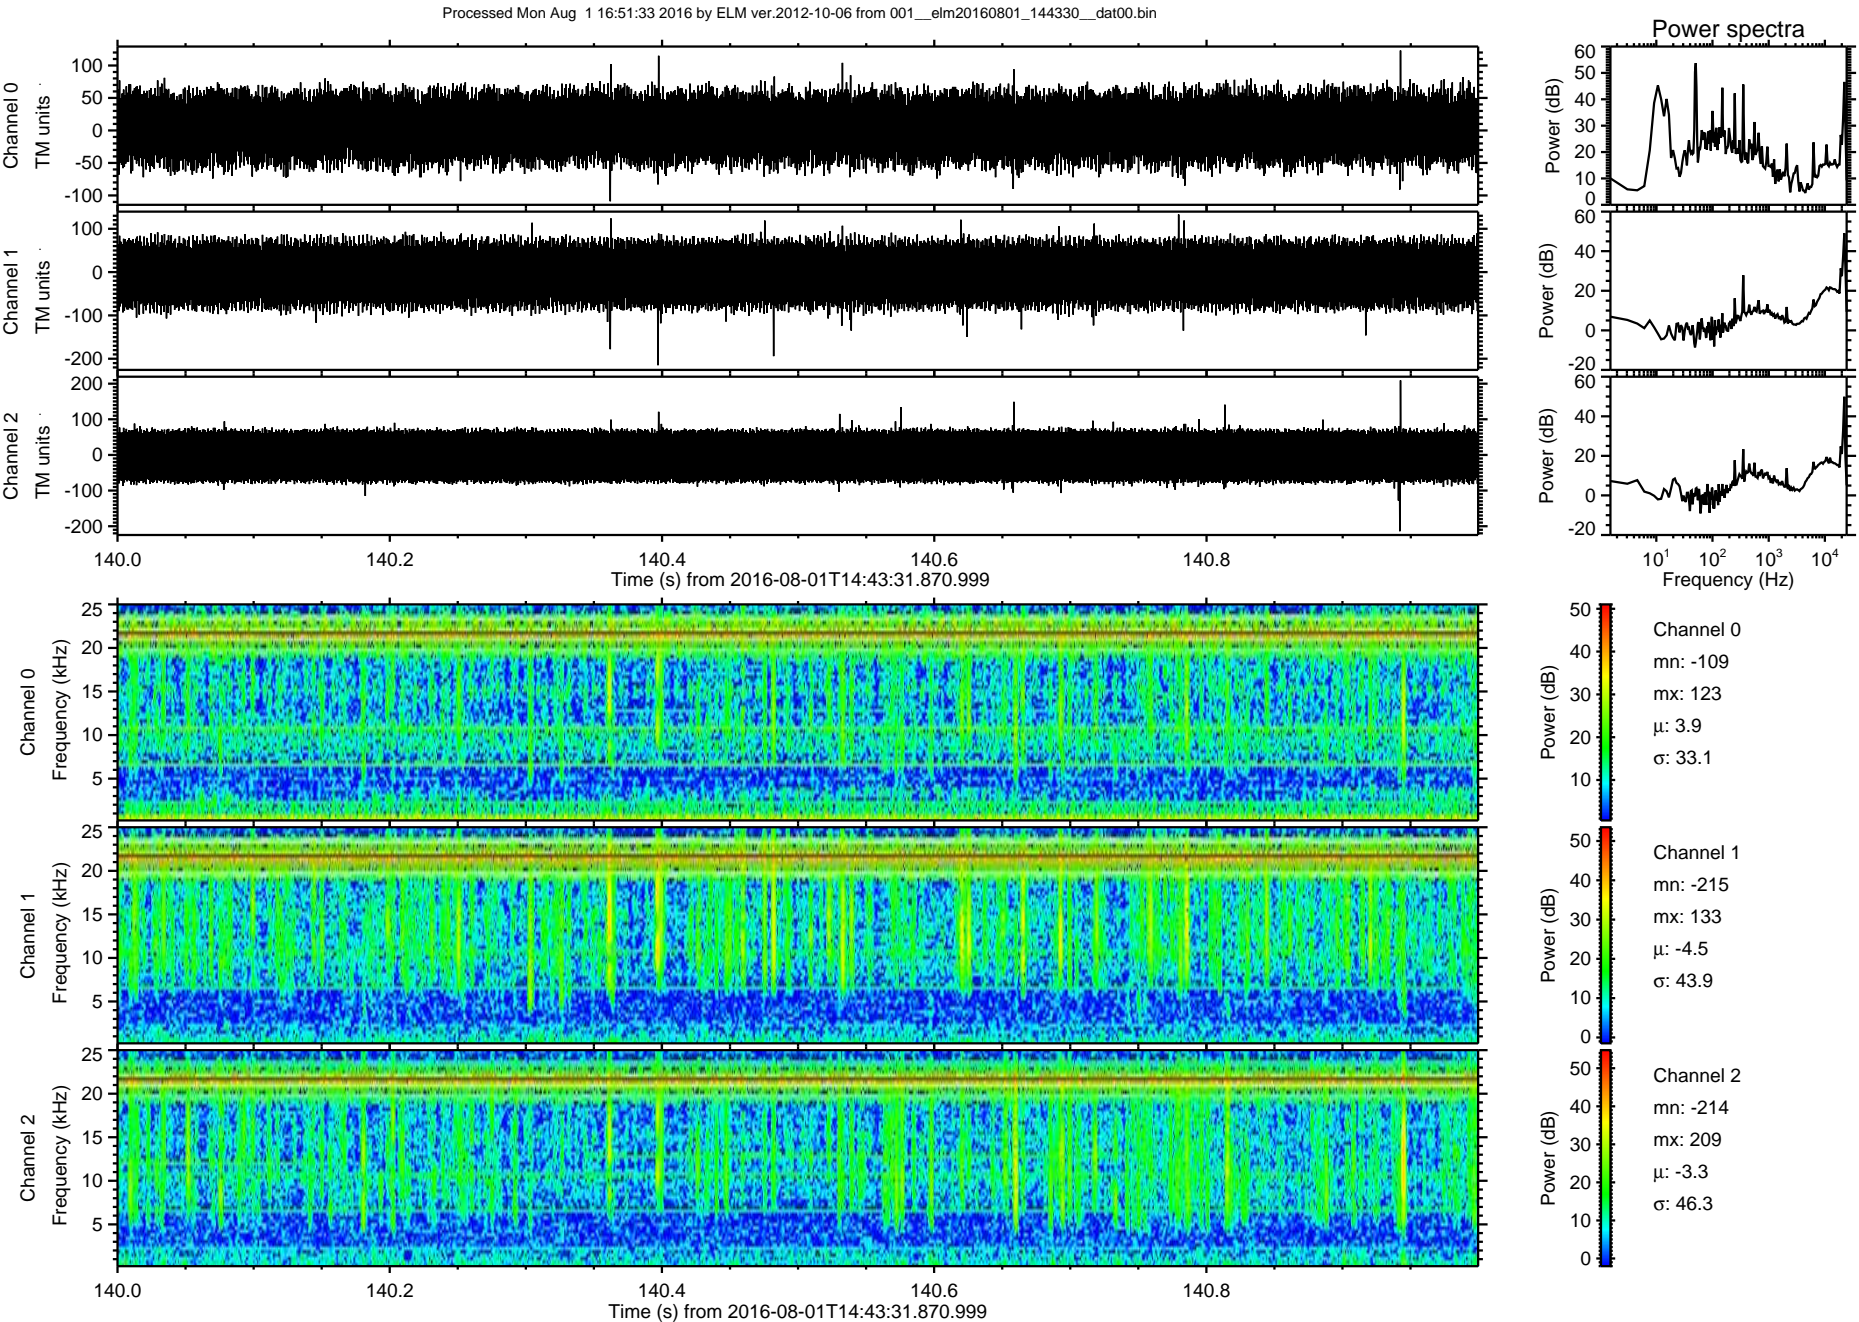 Processed Mon Aug  1 16:51:33 2016 by ELM ver.2012-10-06 from 001__elm20160801_144330__dat00.bin
Power spectra
Channel 0
TM units
100
50
0
-50
-100
Power (dB)
60
50
40
30
20
10
0
Channel 1
TM units
100
0
-100
-200
Power (dB)
60
40
20
0
-20
Channel 2
TM units
200
100
0
-100
-200
Power (dB)
60
40
20
0
-20
140.0 140.2 140.4 140.6 140.8
Time (s) from 2016-08-01T14:43:31.870.999
10^1 10^2 10^3 10^4
Frequency (Hz)
Channel 0
Frequency (kHz)
25
20
15
10
5
Power (dB)
50
40
30
20
10
Channel 0
mn: -109
mx: 123
μ: 3.9
σ: 33.1
Channel 1
Frequency (kHz)
25
20
15
10
5
Power (dB)
50
40
30
20
10
0
Channel 1
mn: -215
mx: 133
μ: -4.5
σ: 43.9
Channel 2
Frequency (kHz)
25
20
15
10
5
Power (dB)
50
40
30
20
10
0
Channel 2
mn: -214
mx: 209
μ: -3.3
σ: 46.3
140.0 140.2 140.4 140.6 140.8
Time (s) from 2016-08-01T14:43:31.870.999